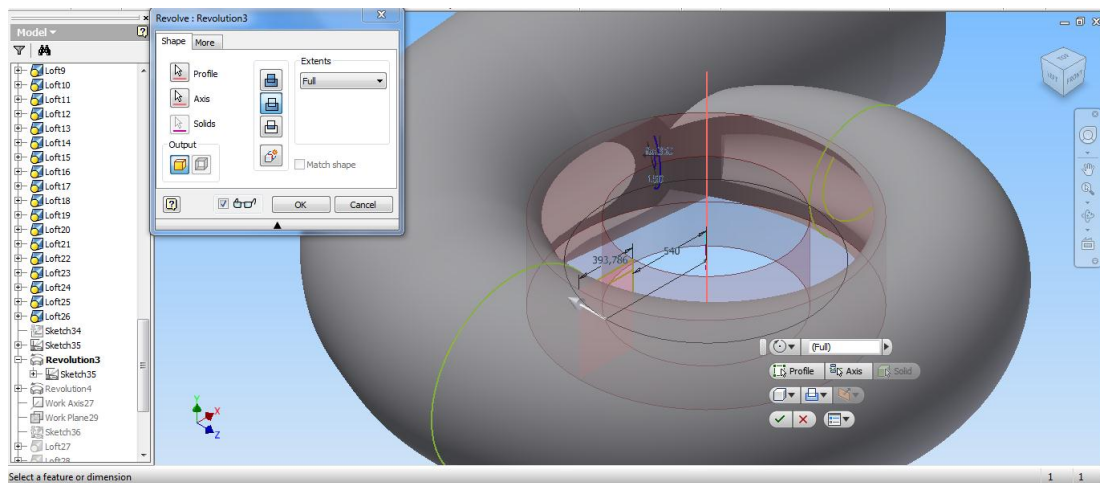 Revolve : Revolution3
Model
Shape More
Profile
Axis
Solids
Output
Extents
Full
Match shape
OK Cancel
Loft9
Loft10
Loft11
Loft12
Loft13
Loft14
Loft15
Loft16
Loft17
Loft18
Loft19
Loft20
Loft21
Loft22
Loft23
Loft24
Loft25
Loft26
Sketch34
Sketch35
Revolution3
Sketch35
Revolution4
Work Axis27
Work Plane29
Sketch36
Loft27
Loft28
TOP
FRONT
150
540
393,786
(Full)
Profile Axis Solid
Y
X
Z
Select a feature or dimension
1 1